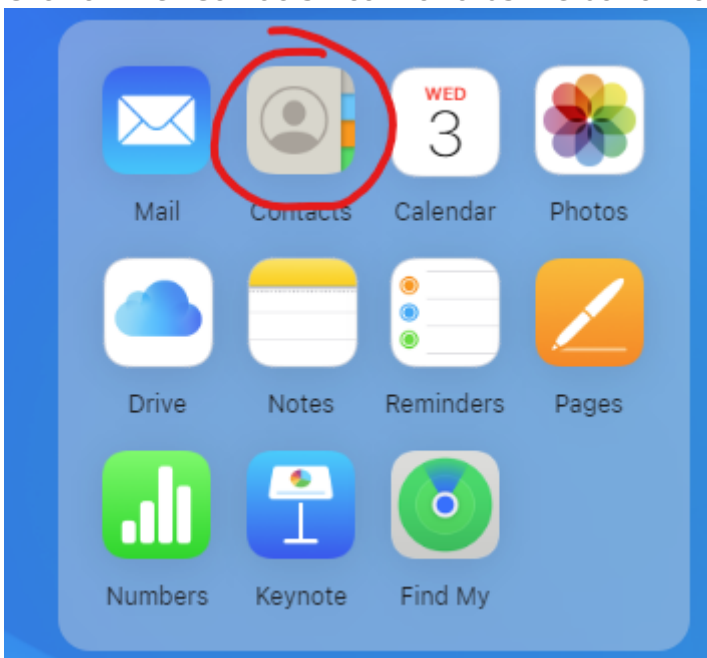 WED
3
Mail Contacts Calendar Photos
Drive Notes Reminders Pages
Numbers Keynote Find My